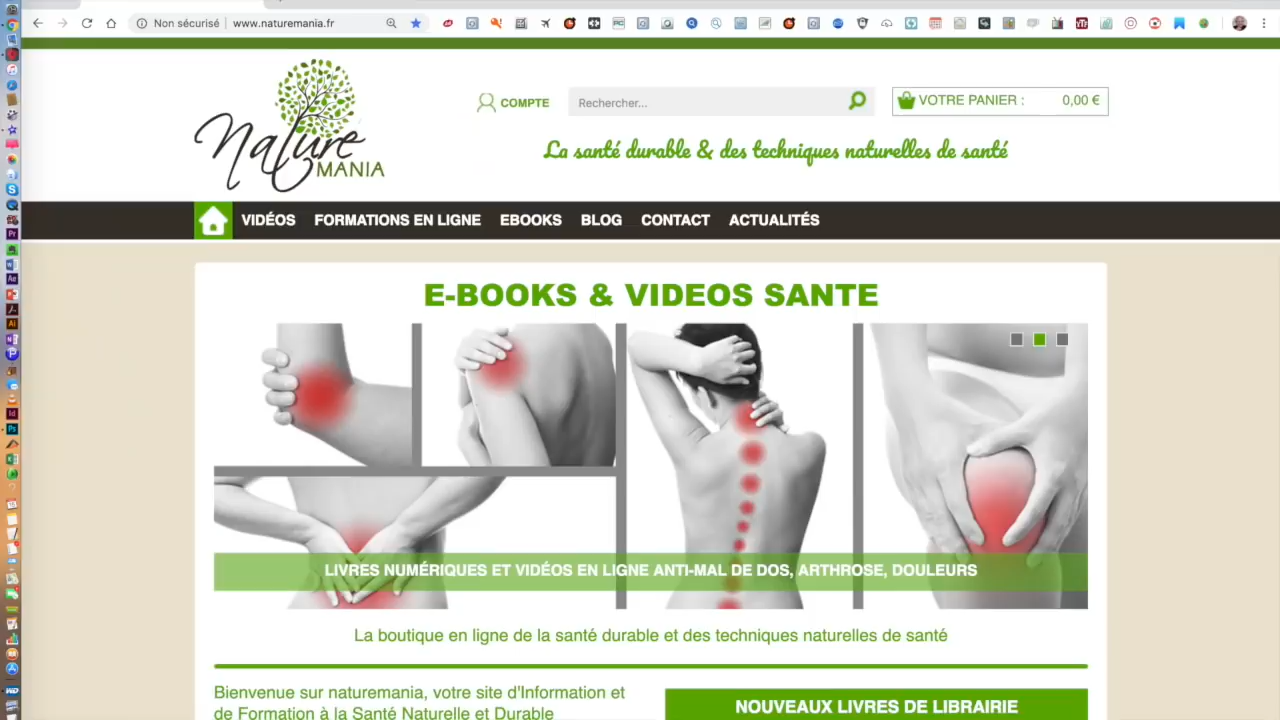 Non sécurisé | www.naturemania.fr
Nature
MANIA
COMPTE
Rechercher...
VOTRE PANIER : 0,00 €
La santé durable & des techniques naturelles de santé
VIDÉOS FORMATIONS EN LIGNE EBOOKS BLOG CONTACT ACTUALITÉS
E-BOOKS & VIDEOS SANTE
LIVRES NUMÉRIQUES ET VIDÉOS EN LIGNE ANTI-MAL DE DOS, ARTHROSE, DOULEURS
La boutique en ligne de la santé durable et des techniques naturelles de santé
Bienvenue sur naturemania, votre site d'Information et
de Formation à la Santé Naturelle et Durable
NOUVEAUX LIVRES DE LIBRAIRIE